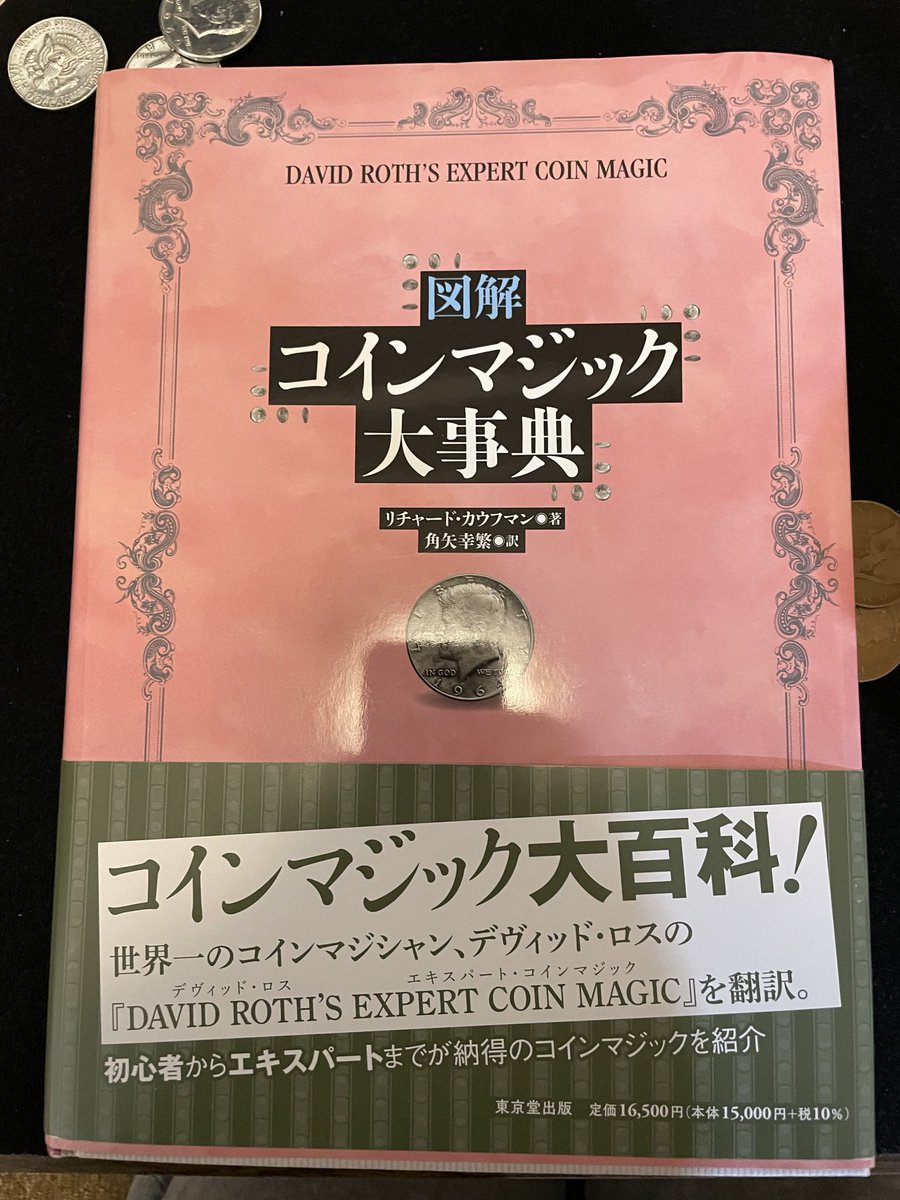 DAVID ROTH'S EXPERT COIN MAGIC
図解
コインマジック
大事典
リチャード・カウフマン◉著
角矢幸繁◉訳
IN GOD WE
196
コインマジック大百科!
世界一のコインマジシャン、デヴィッド・ロスの
デヴィッド・ロス エキスパート・コインマジック
『DAVID ROTH'S EXPERT COIN MAGIC』を翻訳。
初心者からエキスパートまでが納得のコインマジックを紹介
東京堂出版 定価16,500円(本体15,000円+税10%)